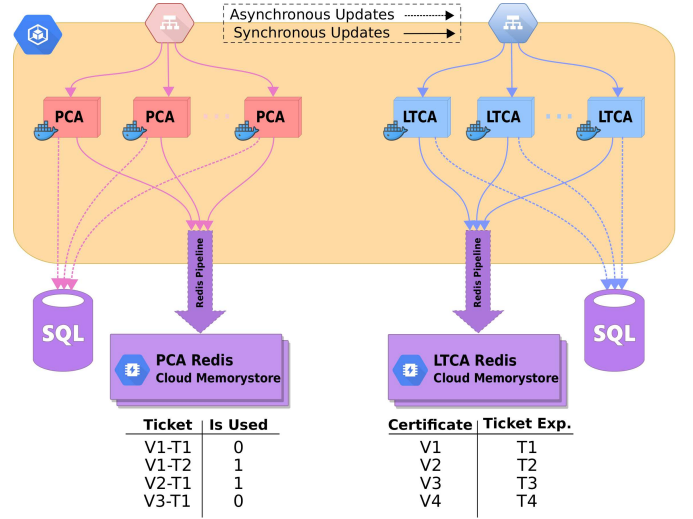 Asynchronous Updates
Synchronous Updates
PCA PCA PCA
LTCA LTCA LTCA
Redis Pipeline
Redis Pipeline
SQL
SQL
PCA Redis
Cloud Memorystore
LTCA Redis
Cloud Memorystore
Ticket Is Used
V1-T1 0
V1-T2 1
V2-T1 1
V3-T1 0
Certificate Ticket Exp.
V1 T1
V2 T2
V3 T3
V4 T4